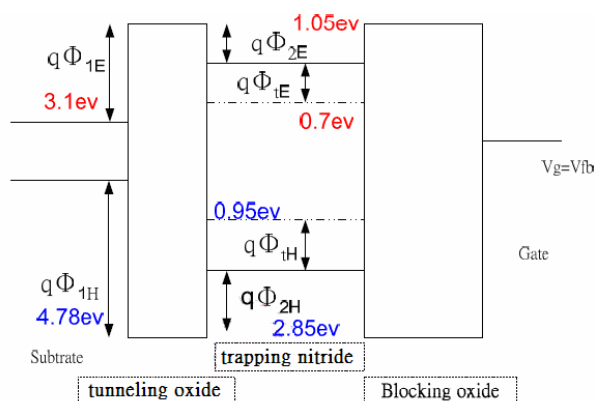 1.05ev
qΦ1E
qΦ2E
qΦtE
3.1ev
0.7ev
Vg=Vfb
0.95ev
qΦtH
Gate
qΦ1H
qΦ2H
4.78ev
2.85ev
Subtrate
trapping nitride
tunneling oxide
Blocking oxide